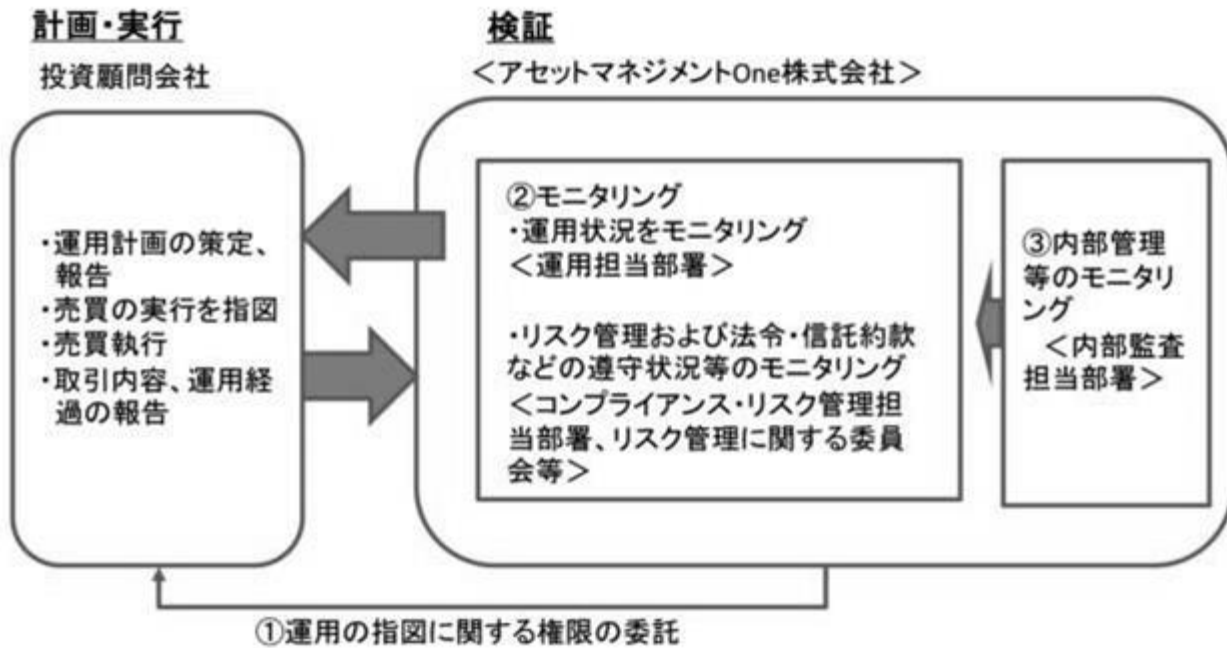 計画・実行
投資顧問会社
・運用計画の策定、
報告
・売買の実行を指図
・売買執行
・取引内容、運用経
過の報告
検証
＜アセットマネジメントOne株式会社＞
②モニタリング
・運用状況をモニタリング
＜運用担当部署＞
・リスク管理および法令・信託約款
などの遵守状況等のモニタリング
＜コンプライアンス・リスク管理担
当部署、リスク管理に関する委員
会等＞
③内部管理
等のモニタリ
ング
＜内部監査
担当部署＞
①運用の指図に関する権限の委託